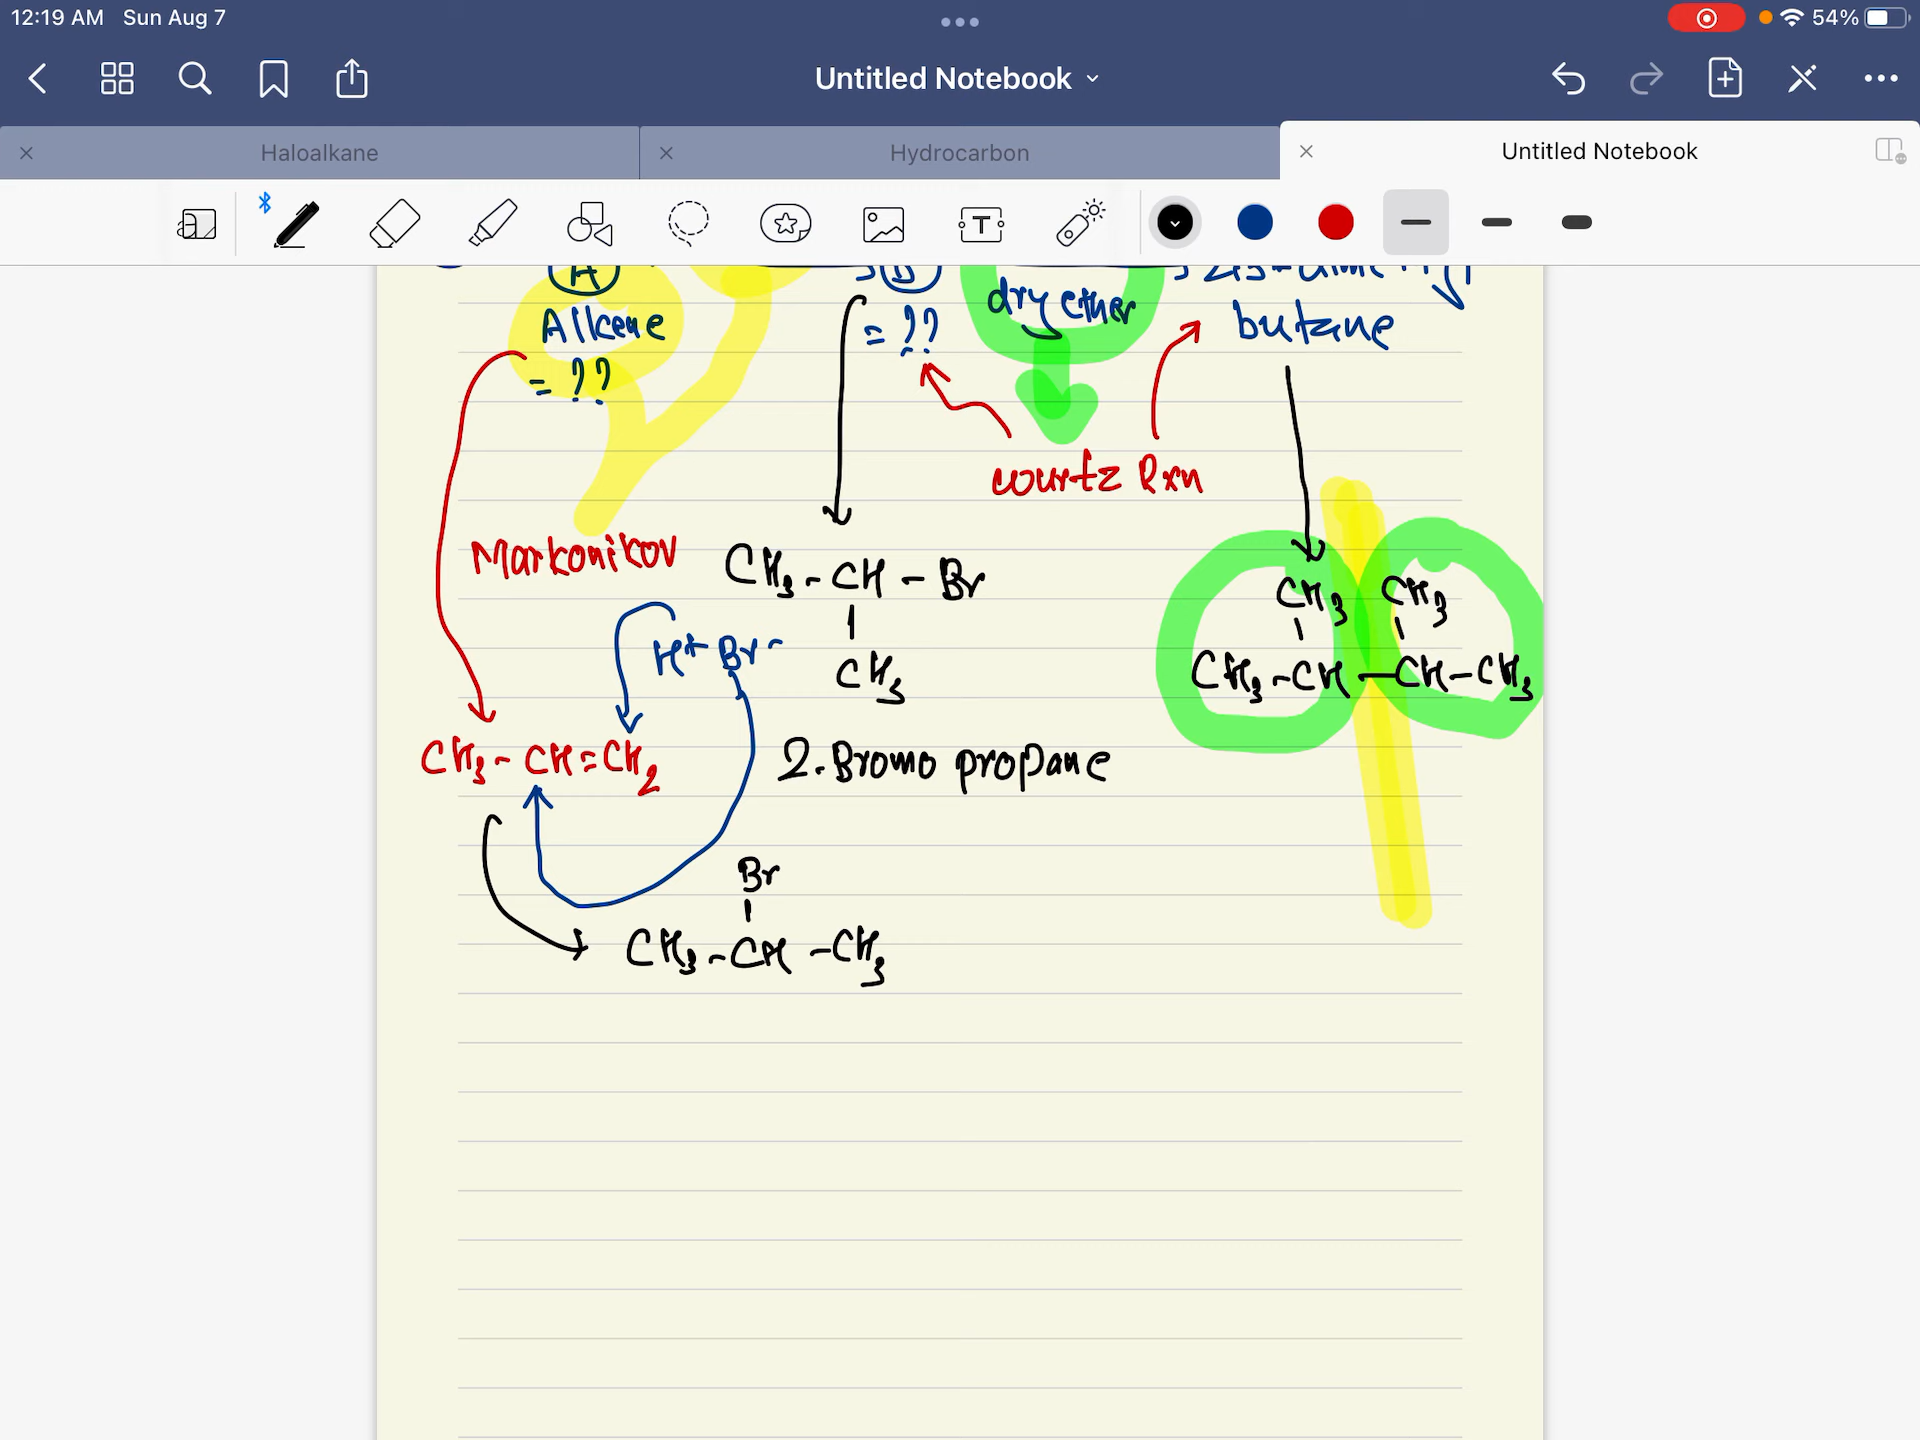 12:19 AM Sun Aug 7
54%
Untitled Notebook
Haloalkane
Hydrocarbon
Untitled Notebook
A
Alkene
= ??
B
= ??
dry ether
butane
courtz Rxn
Markonikov
CH3-CH-Br
CH3
H+ Br-
CH3-CH=CH2
2.Bromo propane
Br
CH3-CH-CH3
CH3 CH3
CH3-CH-CH-CH3